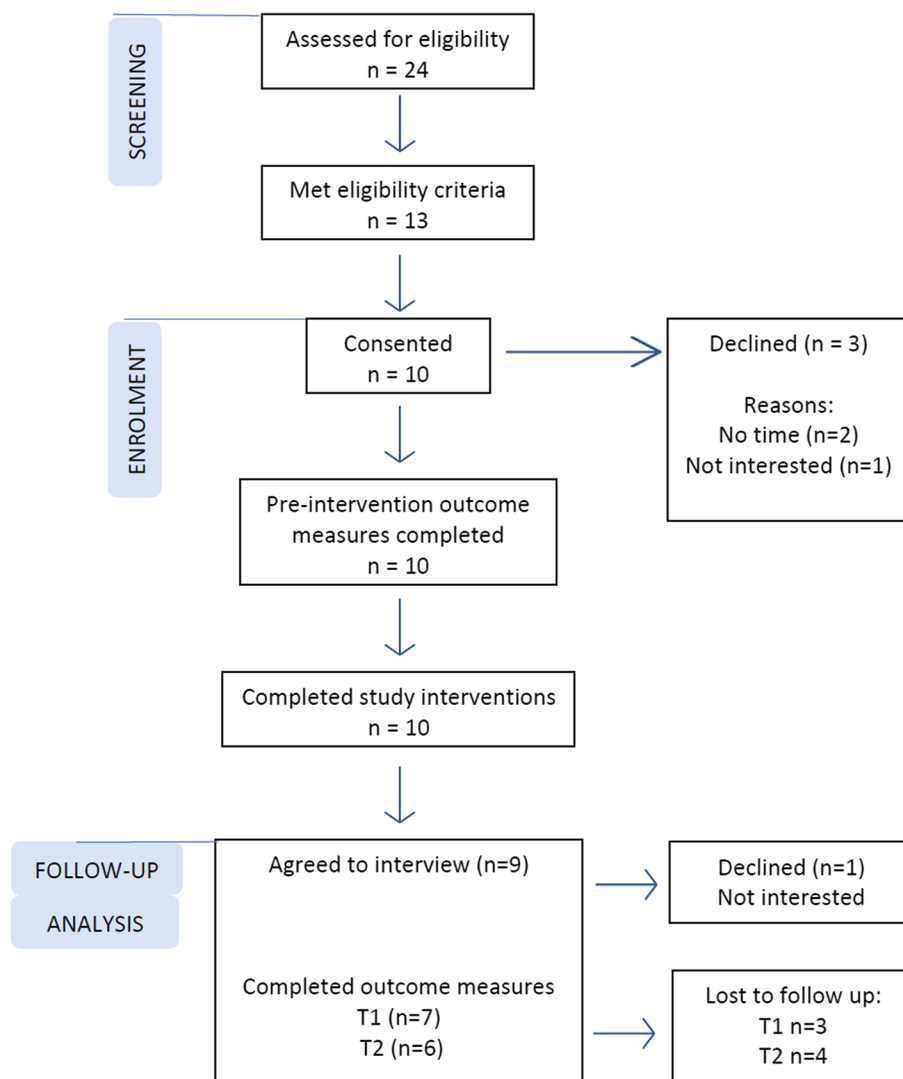 SCREENING
Assessed for eligibility
n = 24
Met eligibility criteria
n = 13
ENROLMENT
Consented
n = 10
Declined (n = 3)
Reasons:
No time (n=2)
Not interested (n=1)
Pre-intervention outcome
measures completed
n = 10
Completed study interventions
n = 10
FOLLOW-UP
ANALYSIS
Agreed to interview (n=9)
Declined (n=1)
Not interested
Completed outcome measures
T1 (n=7)
T2 (n=6)
Lost to follow up:
T1 n=3
T2 n=4